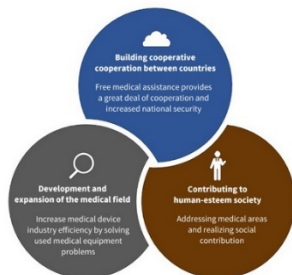 Building cooperative
cooperation between countries
Free medical assistance provides
a great deal of cooperation and
increased national security
Development and
expansion of the medical field
Increase medical device
industry efficiency by solving
used medical equipment
problems
Contributing to
human-esteem society
Addressing medical areas
and realizing social
contribution